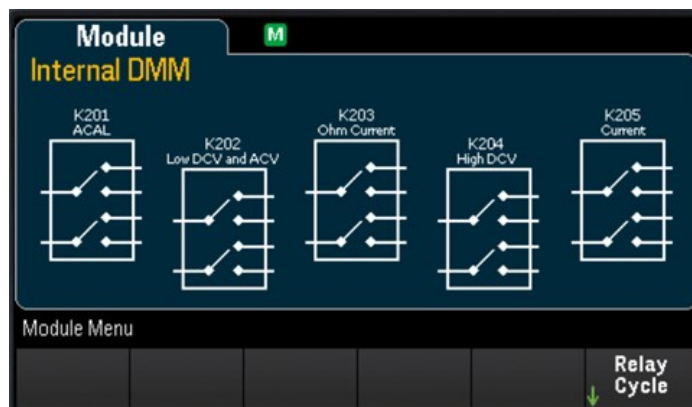 Module
M
Internal DMM
K201
ACAL
K202
Low DCV and ACV
K203
Ohm Current
K204
High DCV
K205
Current
Module Menu
Relay
Cycle